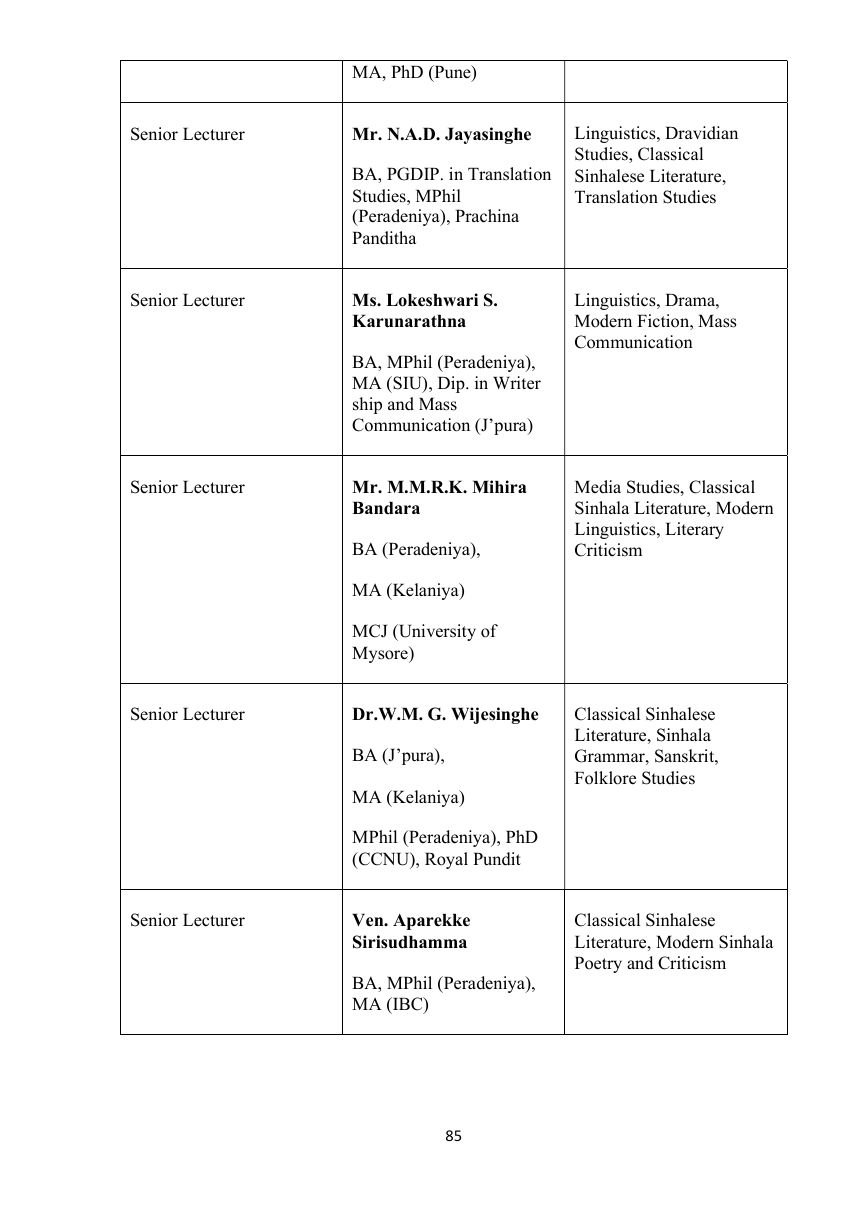 MA, PhD (Pune)
Senior Lecturer
Mr. N.A.D. Jayasinghe
BA, PGDIP. in Translation
Studies, MPhil
(Peradeniya), Prachina
Panditha
Linguistics, Dravidian
Studies, Classical
Sinhalese Literature,
Translation Studies
Senior Lecturer
Ms. Lokeshwari S.
Karunarathna
BA, MPhil (Peradeniya),
MA (SIU), Dip. in Writer
ship and Mass
Communication (J’pura)
Linguistics, Drama,
Modern Fiction, Mass
Communication
Senior Lecturer
Mr. M.M.R.K. Mihira
Bandara
BA (Peradeniya),
MA (Kelaniya)
MCJ (University of
Mysore)
Media Studies, Classical
Sinhala Literature, Modern
Linguistics, Literary
Criticism
Senior Lecturer
Dr.W.M. G. Wijesinghe
BA (J’pura),
MA (Kelaniya)
MPhil (Peradeniya), PhD
(CCNU), Royal Pundit
Classical Sinhalese
Literature, Sinhala
Grammar, Sanskrit,
Folklore Studies
Senior Lecturer
Ven. Aparekke
Sirisudhamma
BA, MPhil (Peradeniya),
MA (IBC)
Classical Sinhalese
Literature, Modern Sinhala
Poetry and Criticism
85